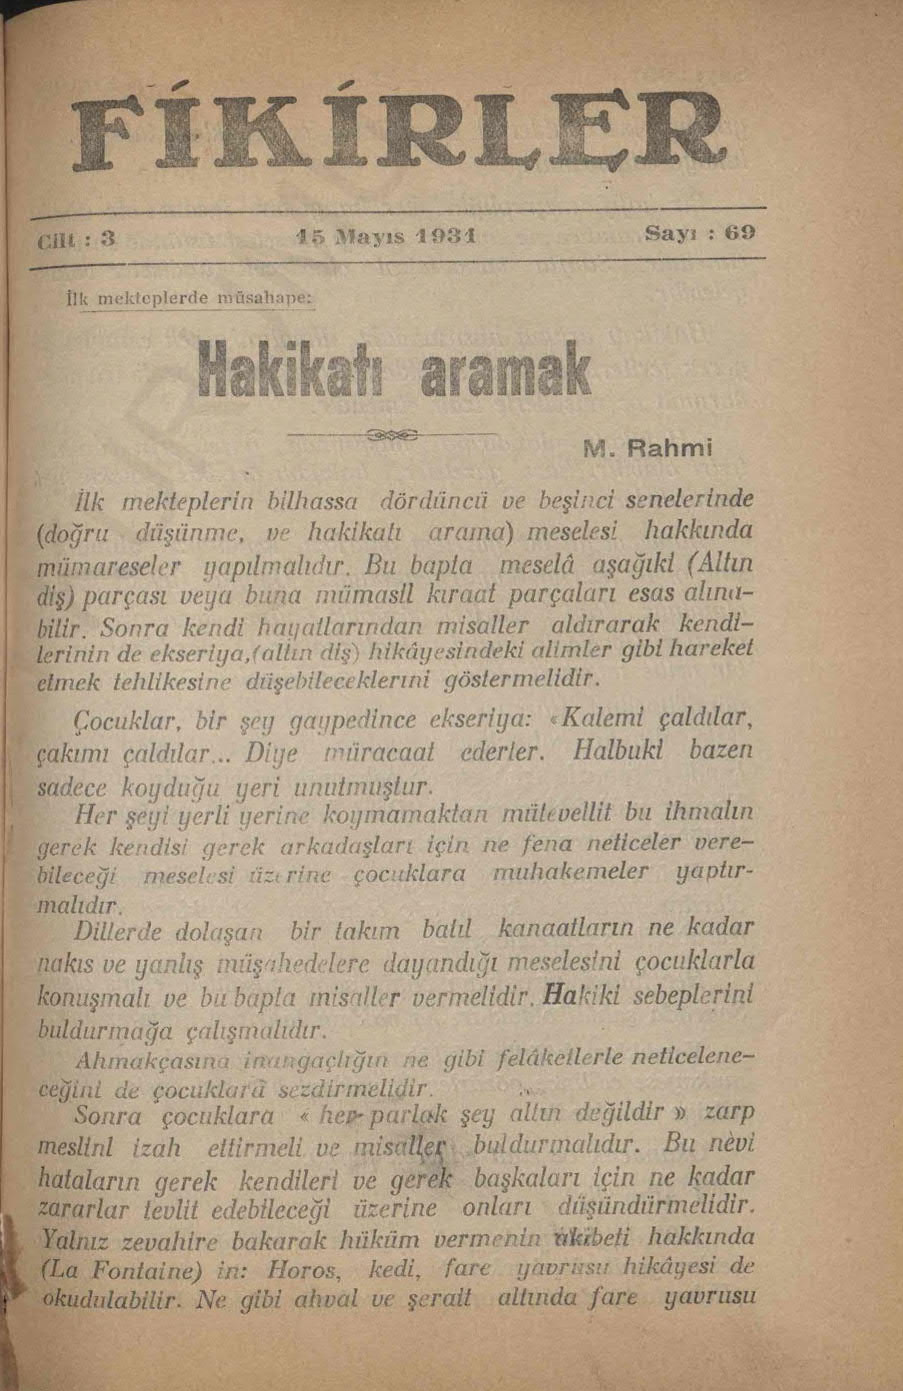 FİKİRLER
Cilt : 3 15 Mayıs 1931 Sayı : 69
İlk mekteplerde müsahape:
Hakikatı aramak
M. Rahmi
İlk mekteplerin bilhassa dördüncü ve beşinci senelerinde
(doğru düşünme, ve hakikatı arama) meselesi hakkında
mümareseler yapılmalıdır. Bu bapta meselâ aşağıki (Altın
diş) parçası veya buna mümasil kıraat parçaları esas alına-
bilir. Sonra kendi hayatlarından misaller aldırarak kendi-
lerinin de ekseriya,(altın diş) hikâyesindeki alimler gibi hareket
etmek tehlikesine düşebileceklerini göstermelidir.
Çocuklar, bir şey gaypedince ekseriya: «Kalemi çaldılar,
çakımı çaldılar... Diye müracaat ederler. Halbuki bazen
sadece koyduğu yeri unutmuştur.
Her şeyi yerli yerine koymamaktan mütevellit bu ihmalın
gerek kendisi gerek arkadaşları için ne fena neticeler vere-
bileceği meselesi üzerine çocuklara muhakemeler yaptır-
malıdır.
Dillerde dolaşan bir takım batıl kanaatların ne kadar
nakıs ve yanlış müşahedelere dayandığı meselesini çocuklarla
konuşmalı ve bu bapta misaller vermelidir. Hakiki sebeplerini
buldurmağa çalışmalıdır.
Ahmakçasına inangaçlığın ne gibi felâketlerle neticelene-
ceğini de çocuklara sezdirmelidir.
Sonra çocuklara « her parlak şey altın değildir » zarp
meslinl izah ettirmeli ve misaller buldurmalıdır. Bu nèvi
hataların gerek kendileri ve gerek başkaları için ne kadar
zararlar tevlit edebileceği üzerine onları düşündürmelidir.
Yalnız zevahire bakarak hüküm vermenin akibeti hakkında
(La Fontaine) in: Horos, kedi, fare yavrusu hikâyesi de
okudulabilir. Ne gibi ahval ve şerait altında fare yavrusu